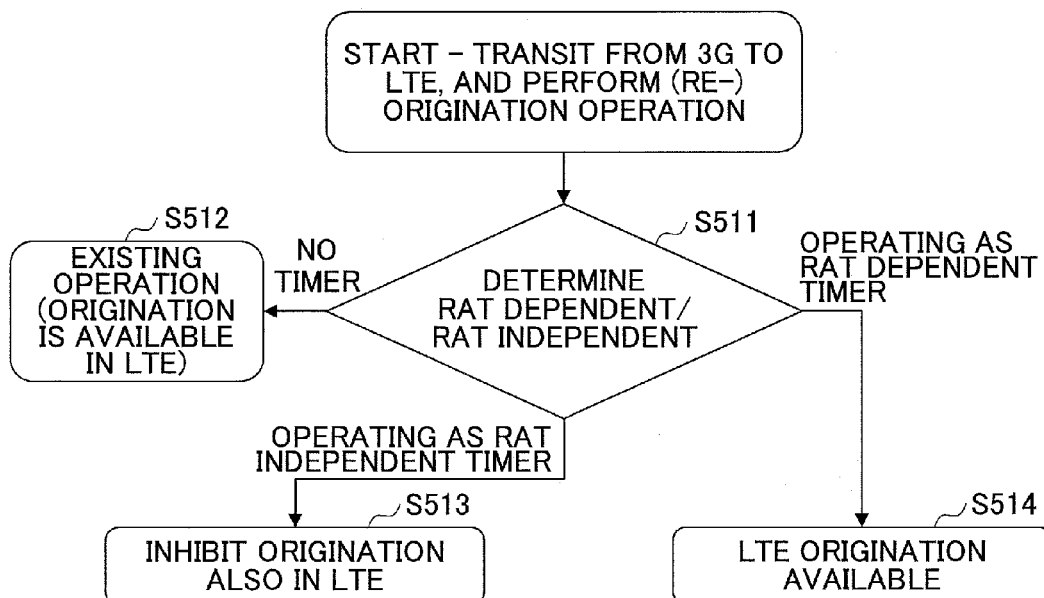 START – TRANSIT FROM 3G TO
LTE, AND PERFORM (RE-)
ORIGINATION OPERATION
S511
DETERMINE
RAT DEPENDENT/
RAT INDEPENDENT
NO
TIMER
S512
EXISTING
OPERATION
(ORIGINATION
IS AVAILABLE
IN LTE)
OPERATING AS
RAT DEPENDENT
TIMER
OPERATING AS RAT
INDEPENDENT TIMER
S513
INHIBIT ORIGINATION
ALSO IN LTE
S514
LTE ORIGINATION
AVAILABLE